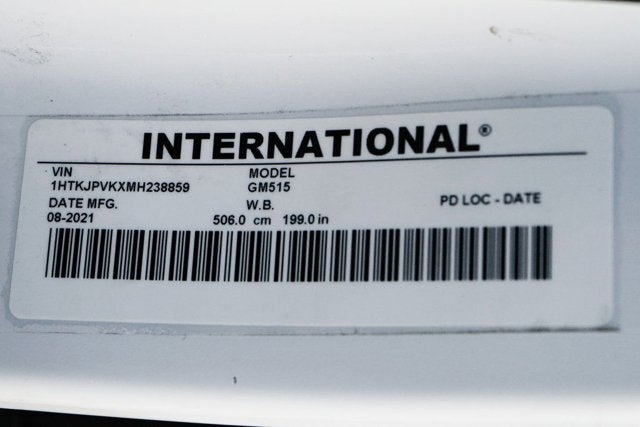 INTERNATIONAL®
VIN MODEL
1HTKJPVKXMH238859 GM515
DATE MFG. W.B. PD LOC - DATE
08-2021 506.0 cm 199.0 in